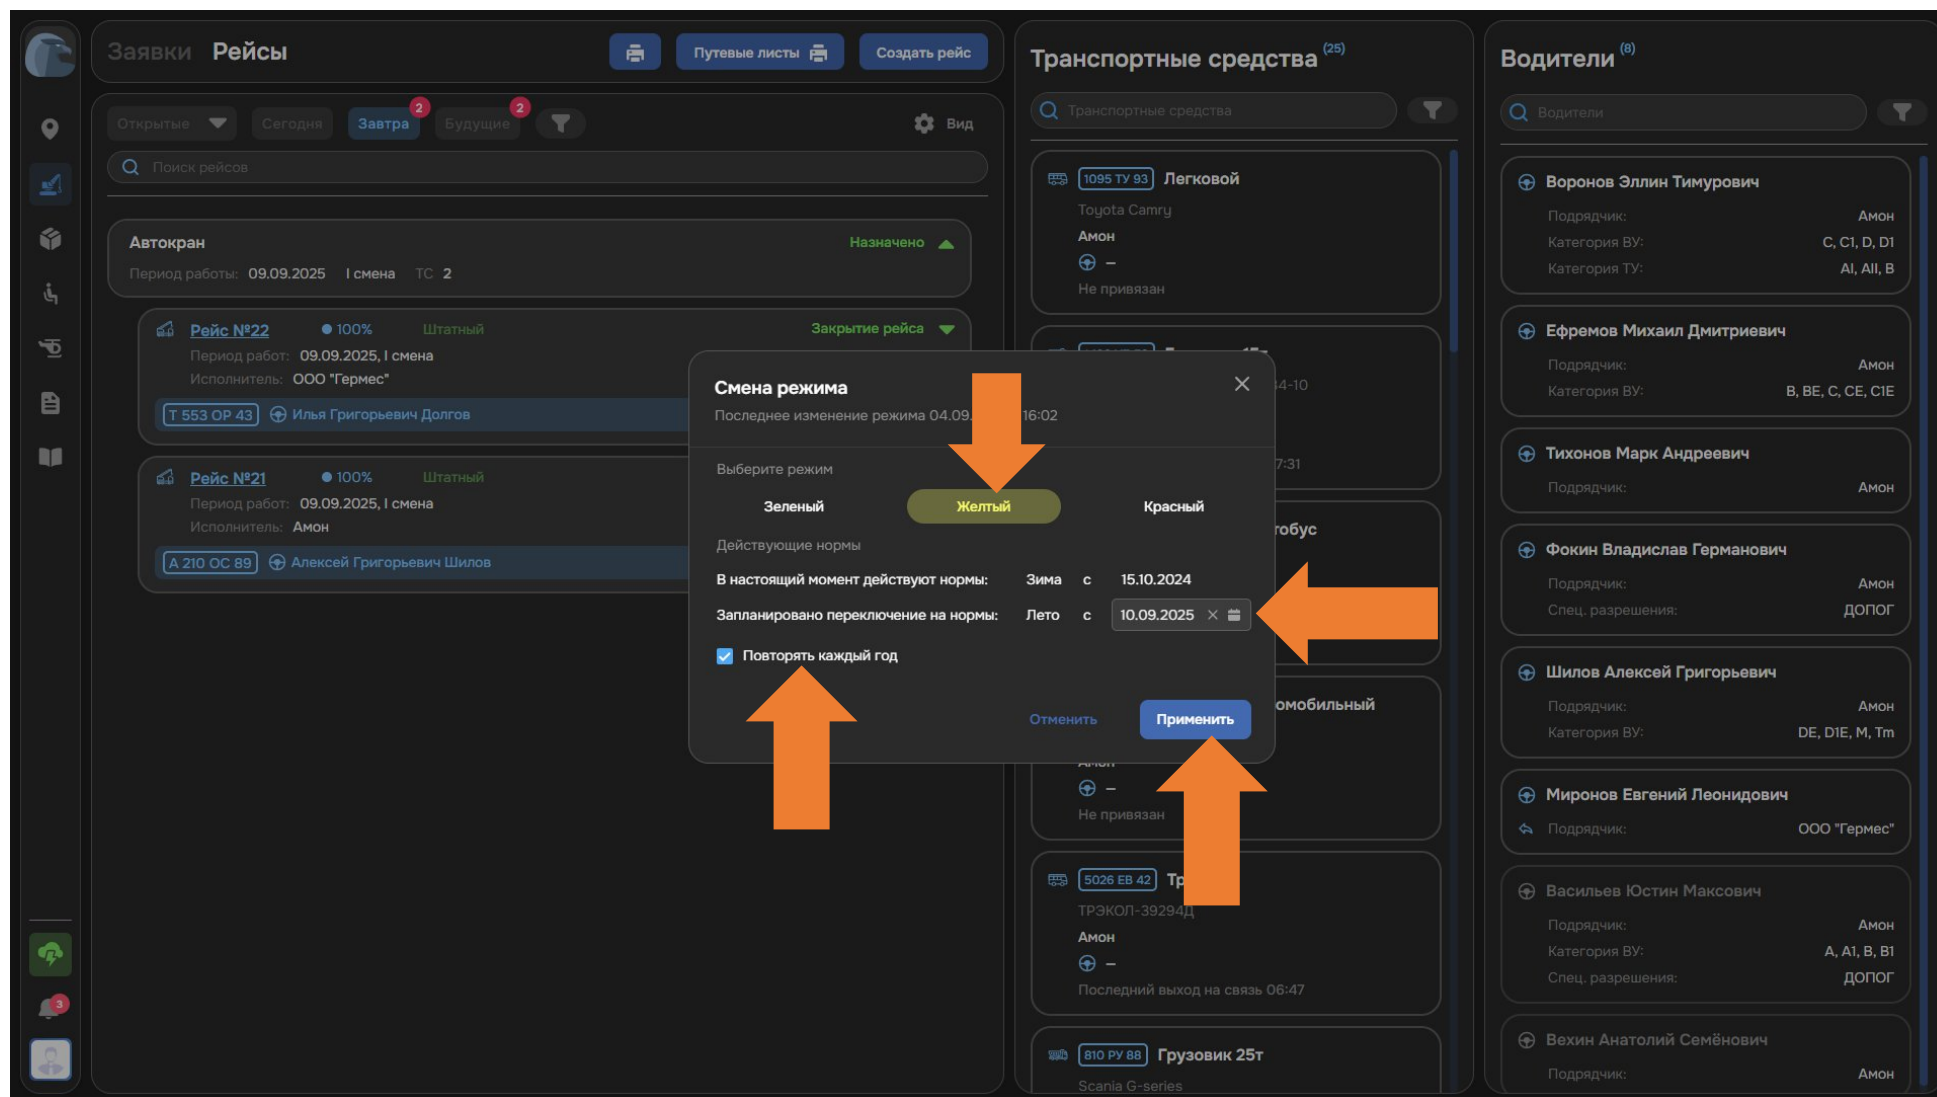 Заявки Рейсы
Путевые листы
Создать рейс
Открытые
Сегодня
Завтра
2
Будущие
2
Вид
Поиск рейсов
Автокран
Назначено
Период работы: 09.09.2025 I смена ТС 2
Рейс №22 100% Штатный Закрытие рейса
Период работ: 09.09.2025, I смена
Исполнитель: ООО "Гермес"
Т 553 ОР 43 Илья Григорьевич Долгов
Рейс №21 100% Штатный
Период работ: 09.09.2025, I смена
Исполнитель: Амон
А 210 ОС 89 Алексей Григорьевич Шилов
3
Смена режима
Последнее изменение режима 04.09. 16:02
Выберите режим
Зеленый Желтый Красный
Действующие нормы
В настоящий момент действуют нормы: Зима с 15.10.2024
Запланировано переключение на нормы: Лето с 10.09.2025
Повторять каждый год
Отменить Применить
Транспортные средства (25)
Транспортные средства
1095 ТУ 93 Легковой
Toyota Camry
Амон
–
Не привязан
4-10
7:31
тобус
омобильный
–
Не привязан
5026 ЕВ 42 Тр
ТРЭКОЛ-39294Д
Амон
–
Последний выход на связь 06:47
810 РУ 88 Грузовик 25т
Scania G-series
Водители (8)
Водители
Воронов Эллин Тимурович
Подрядчик: Амон
Категория ВУ: C, C1, D, D1
Категория ТУ: AI, AII, B
Ефремов Михаил Дмитриевич
Подрядчик: Амон
Категория ВУ: B, BE, C, CE, C1E
Тихонов Марк Андреевич
Подрядчик: Амон
Фокин Владислав Германович
Подрядчик: Амон
Спец. разрешения: ДОПОГ
Шилов Алексей Григорьевич
Подрядчик: Амон
Категория ВУ: DE, D1E, M, Tm
Миронов Евгений Леонидович
Подрядчик: ООО "Гермес"
Васильев Юстин Максович
Подрядчик: Амон
Категория ВУ: A, A1, B, B1
Спец. разрешения: ДОПОГ
Вехин Анатолий Семёнович
Подрядчик: Амон